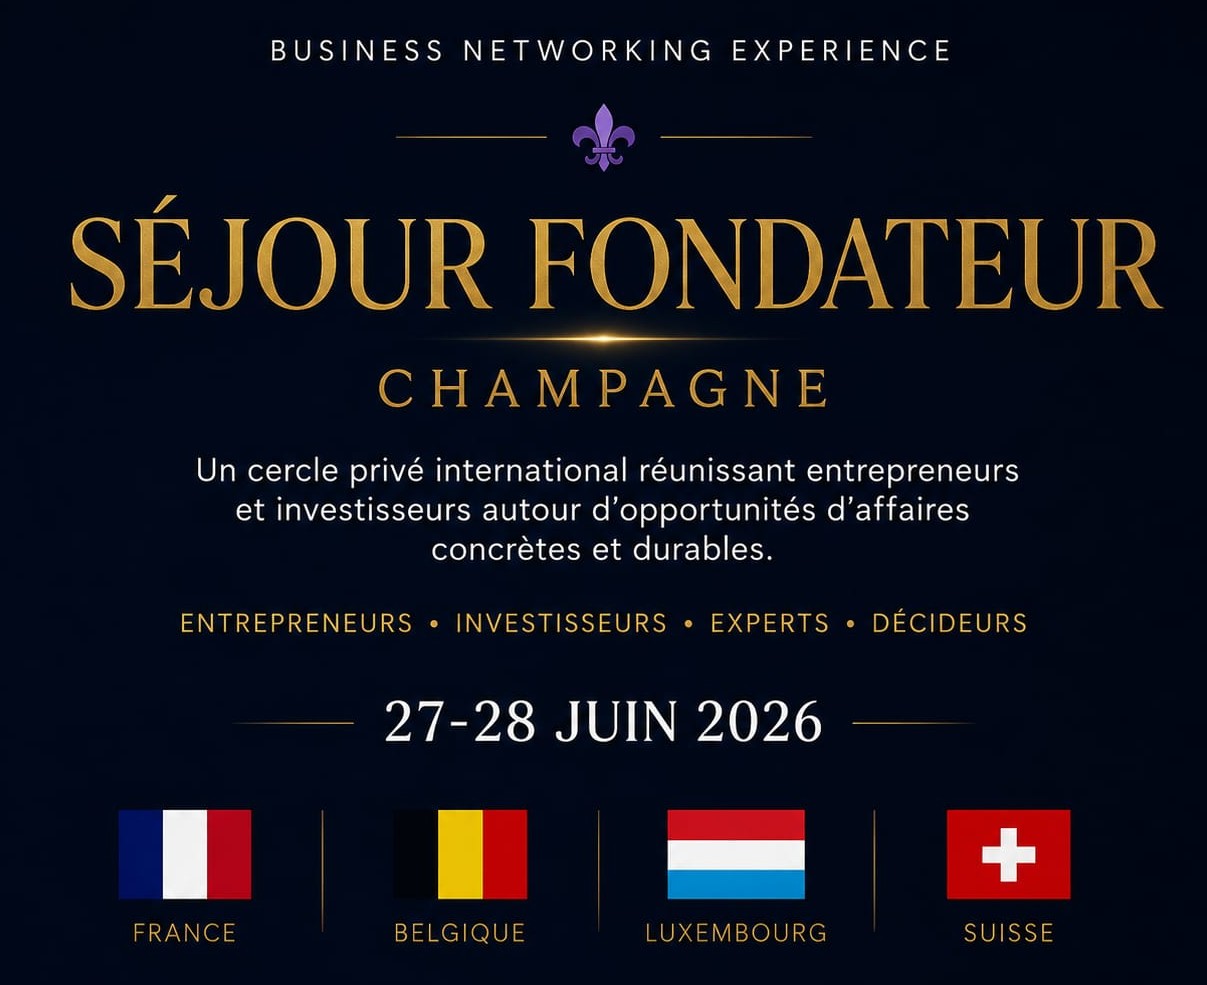 BUSINESS NETWORKING EXPERIENCE
SÉJOUR FONDATEUR
CHAMPAGNE
Un cercle privé international réunissant entrepreneurs
et investisseurs autour d’opportunités d’affaires
concrètes et durables.
ENTREPRENEURS • INVESTISSEURS • EXPERTS • DÉCIDEURS
27-28 JUIN 2026
FRANCE BELGIQUE LUXEMBOURG SUISSE